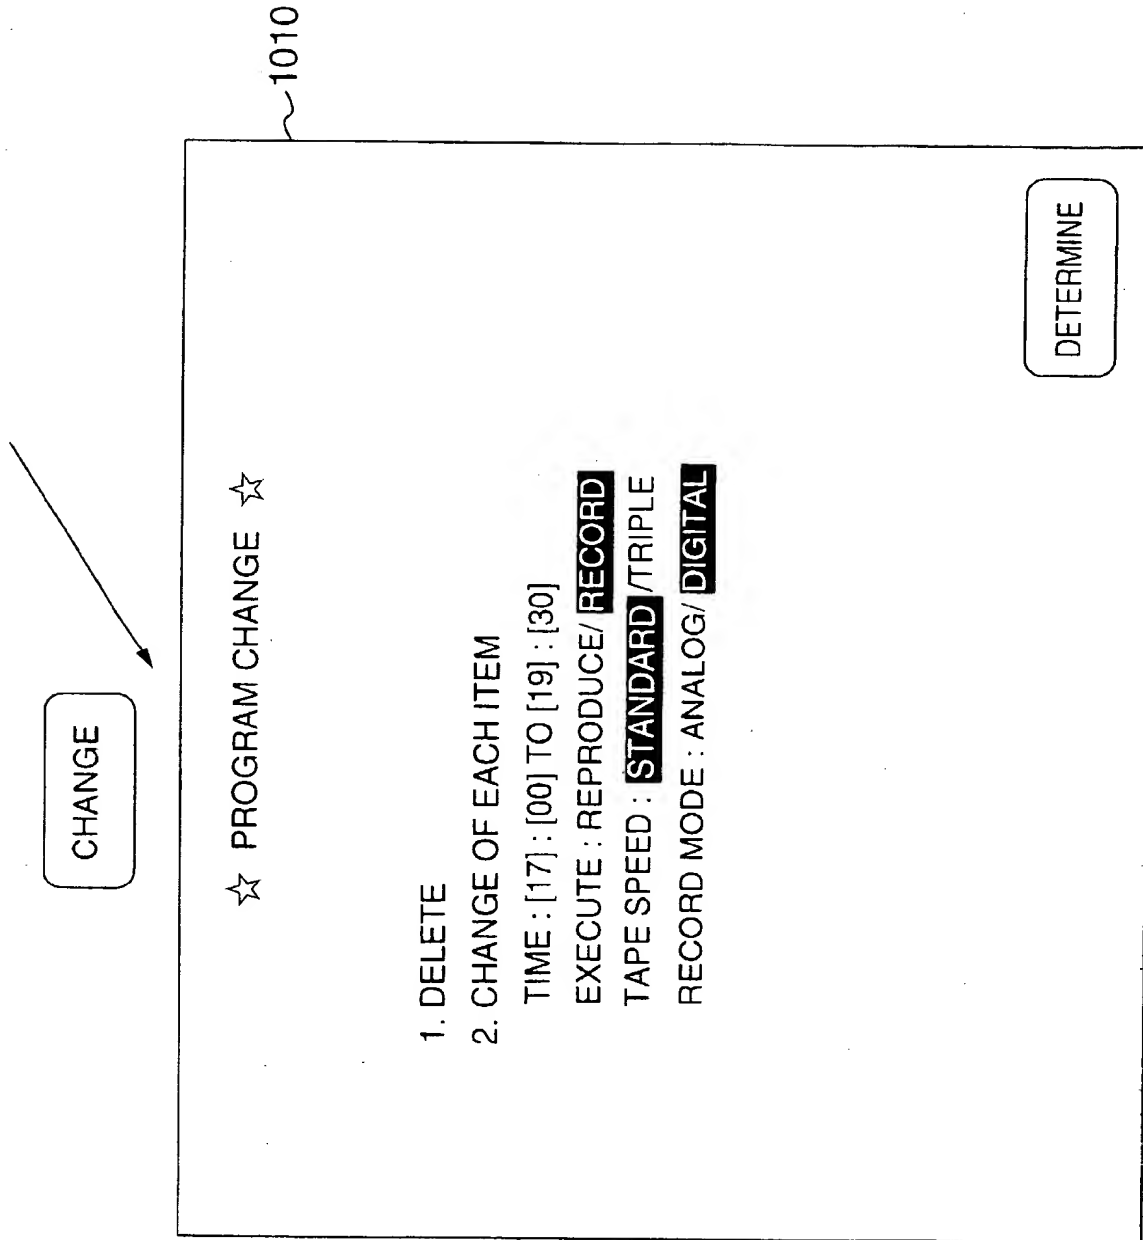 CHANGE
1010
☆ PROGRAM CHANGE ☆
1. DELETE
2. CHANGE OF EACH ITEM
TIME : [17] : [00] TO [19] : [30]
EXECUTE : REPRODUCE/ RECORD
TAPE SPEED : STANDARD /TRIPLE
RECORD MODE : ANALOG/ DIGITAL
DETERMINE